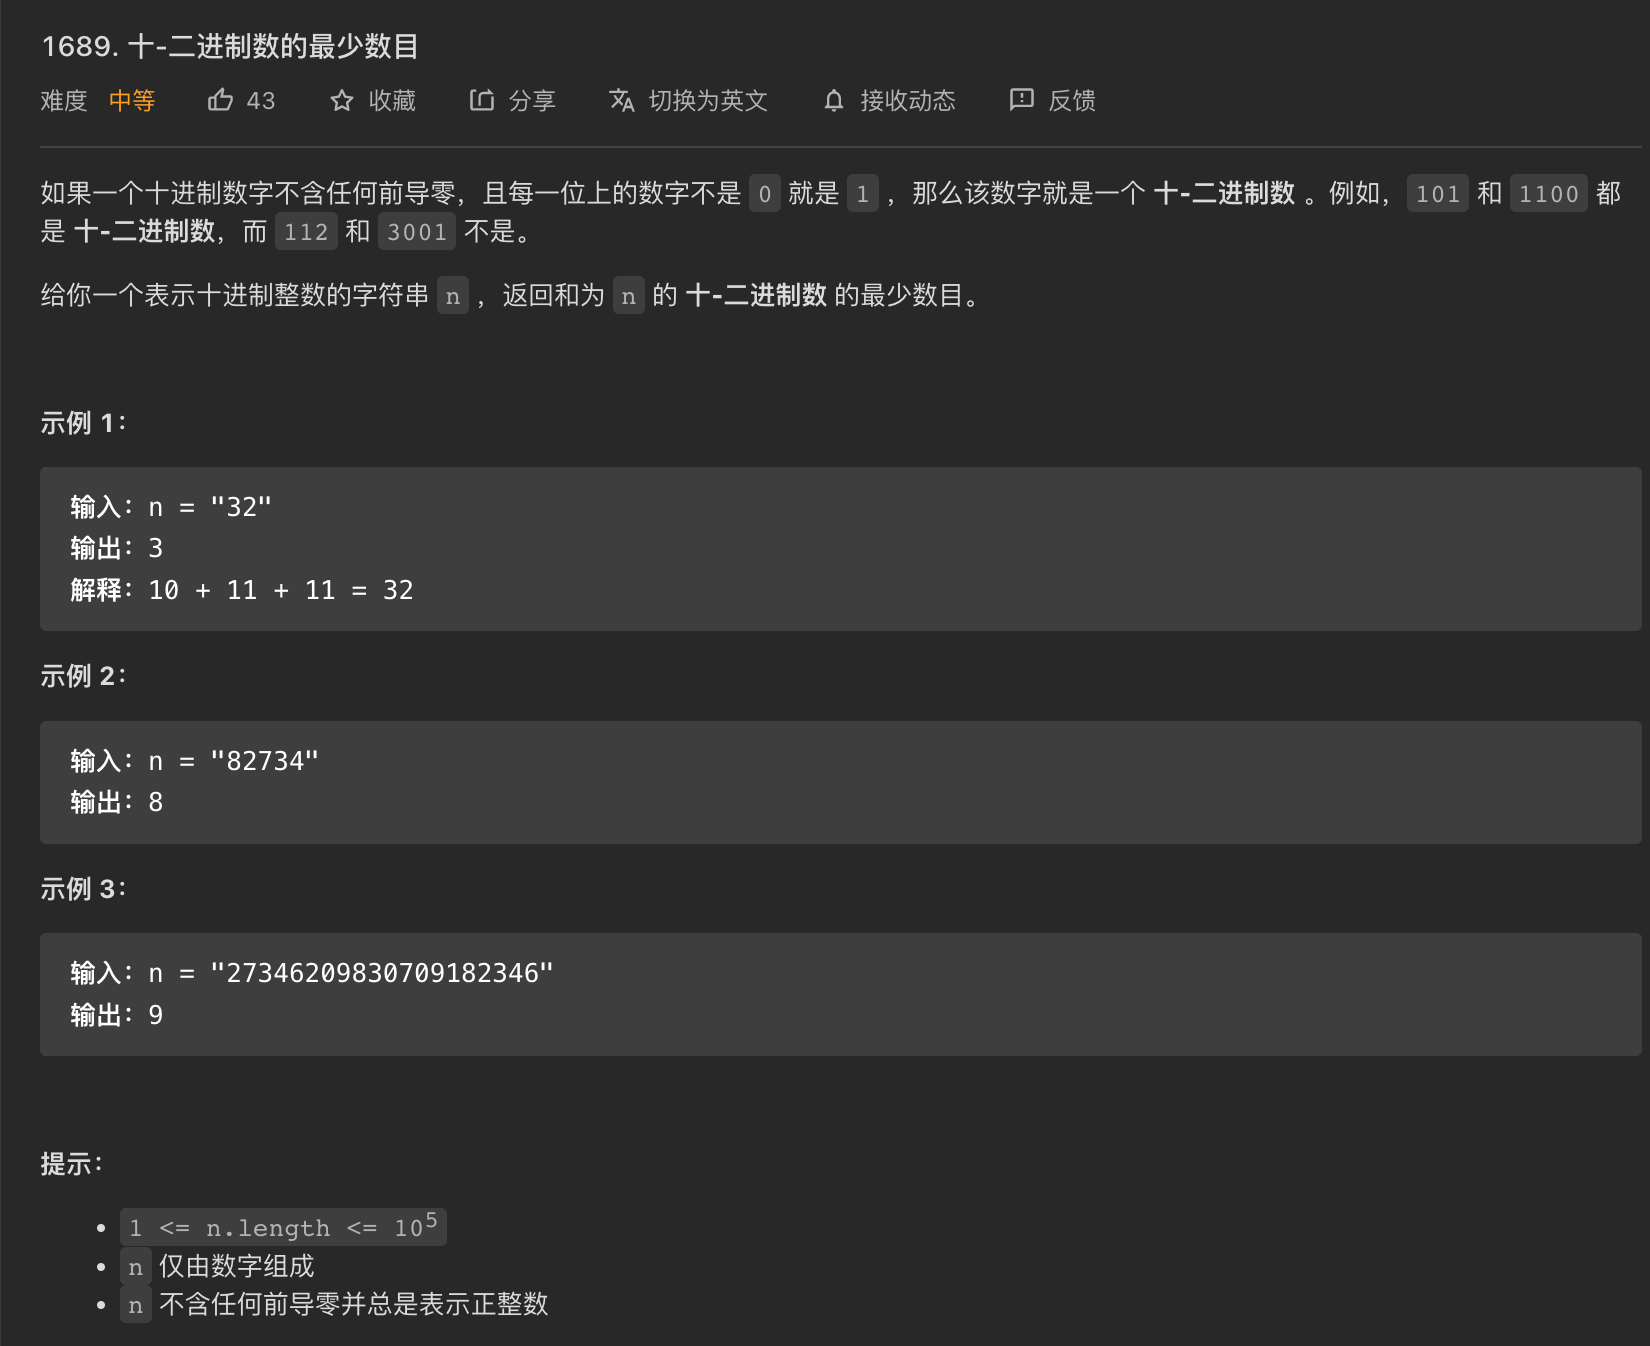 1689. 十-二进制数的最少数目
难度 中等 43 收藏 分享 切换为英文 接收动态 反馈
如果一个十进制数字不含任何前导零，且每一位上的数字不是 0 就是 1 ，那么该数字就是一个 十-二进制数 。例如， 101 和 1100 都
是 十-二进制数，而 112 和 3001 不是。
给你一个表示十进制整数的字符串 n ，返回和为 n 的 十-二进制数 的最少数目。
示例 1：
输入：n = "32"
输出：3
解释：10 + 11 + 11 = 32
示例 2：
输入：n = "82734"
输出：8
示例 3：
输入：n = "27346209830709182346"
输出：9
提示：
• 1 <= n.length <= 10⁵
• n 仅由数字组成
• n 不含任何前导零并总是表示正整数